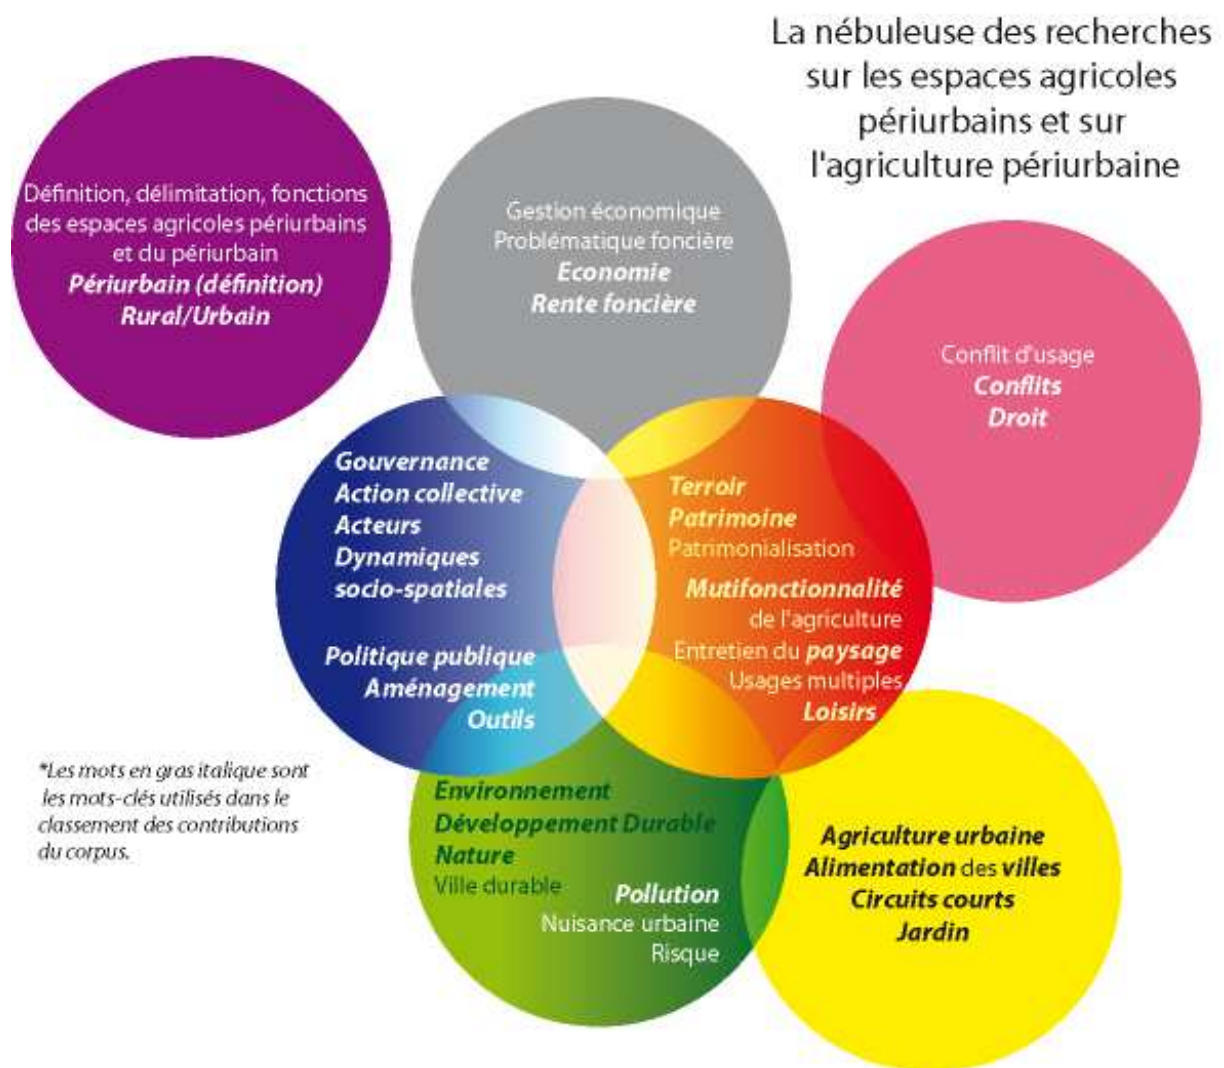 La nébuleuse des recherches
sur les espaces agricoles
périurbains et sur
l'agriculture périurbaine
Définition, délimitation, fonctions
des espaces agricoles périurbains
et du périurbain
Périurbain (définition)
Rural/Urbain
Gestion économique
Problématique foncière
Economie
Rente foncière
Conflit d'usage
Conflits
Droit
Gouvernance
Action collective
Acteurs
Dynamiques
socio-spatiales
Politique publique
Aménagement
Outils
Terroir
Patrimoine
Patrimonialisation
Mutifonctionnalité
de l'agriculture
Entretien du paysage
Usages multiples
Loisirs
*Les mots en gras italique sont
les mots-clés utilisés dans le
classement des contributions
du corpus.
Environnement
Développement Durable
Nature
Ville durable
Pollution
Nuisance urbaine
Risque
Agriculture urbaine
Alimentation des villes
Circuits courts
Jardin